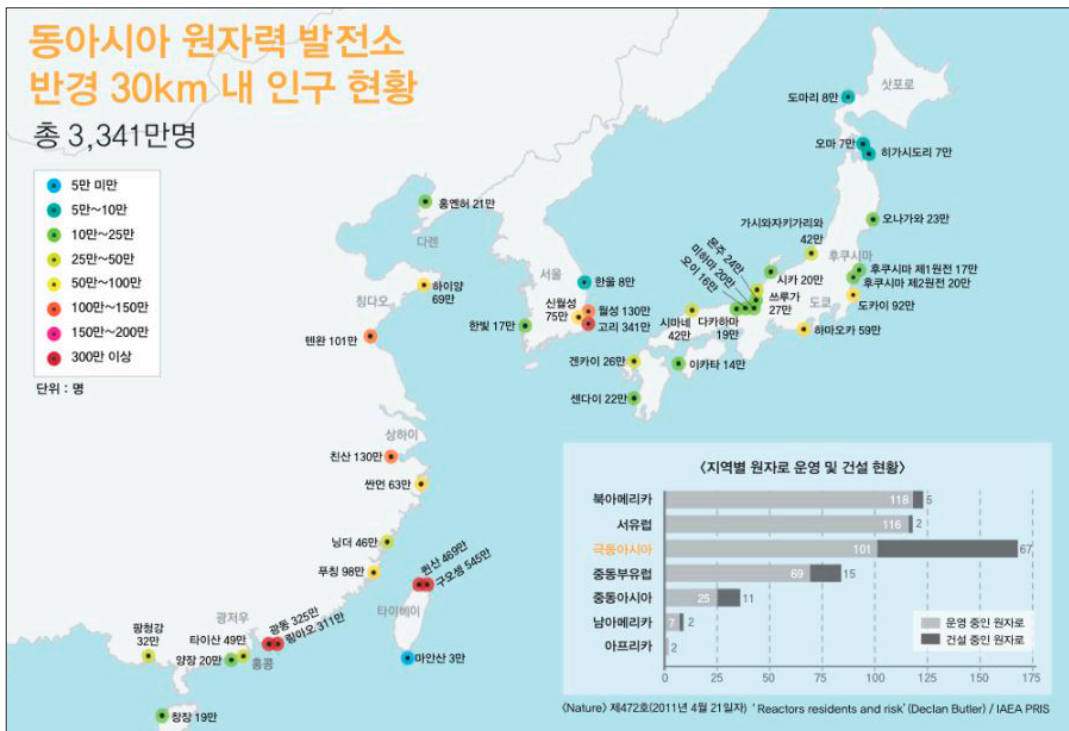 동아시아 원자력 발전소
반경 30km 내 인구 현황
총 3,341만명
5만 미만
5만~10만
10만~25만
25만~50만
50만~100만
100만~150만
150만~200만
300만 이상
단위 : 명
삿포로
도마리 8만
오마 7만
히가시도리 7만
홍옌허 21만
다롄
가시와자키가리와
42만
오나가와 23만
후쿠시마
몬주 24만
미하마 20만
오이 16만
시카 20만
후쿠시마 제1원전 17만
후쿠시마 제2원전 20만
서울
한울 8만
하이양
69만
칭다오
신월성
75만
월성 130만
고리 341만
한빛 17만
도쿄
도카이 92만
쓰루가
27만
시마네
42만
다카하마
19만
하마오카 59만
톈완 101만
겐카이 26만
이카타 14만
센다이 22만
상하이
친산 130만
싼먼 63만
닝더 46만
푸칭 98만
퀀산 469만
구오셍 545만
타이베이
광저우
광동 325만
링아오 311만
팡청강
32만
타이산 49만
양장 20만
홍콩
마안산 3만
창장 19만
〈지역별 원자로 운영 및 건설 현황〉
북아메리카 118 5
서유럽 116 2
극동아시아 101 67
중동부유럽 69 15
중동아시아 25 11
남아메리카 7 2
아프리카 2
운영 중인 원자로
건설 중인 원자로
0 25 50 75 100 125 150 175
〈Nature〉 제472호(2011년 4월 21일자) ‘Reactors residents and risk’ (Declan Butler) / IAEA PRIS